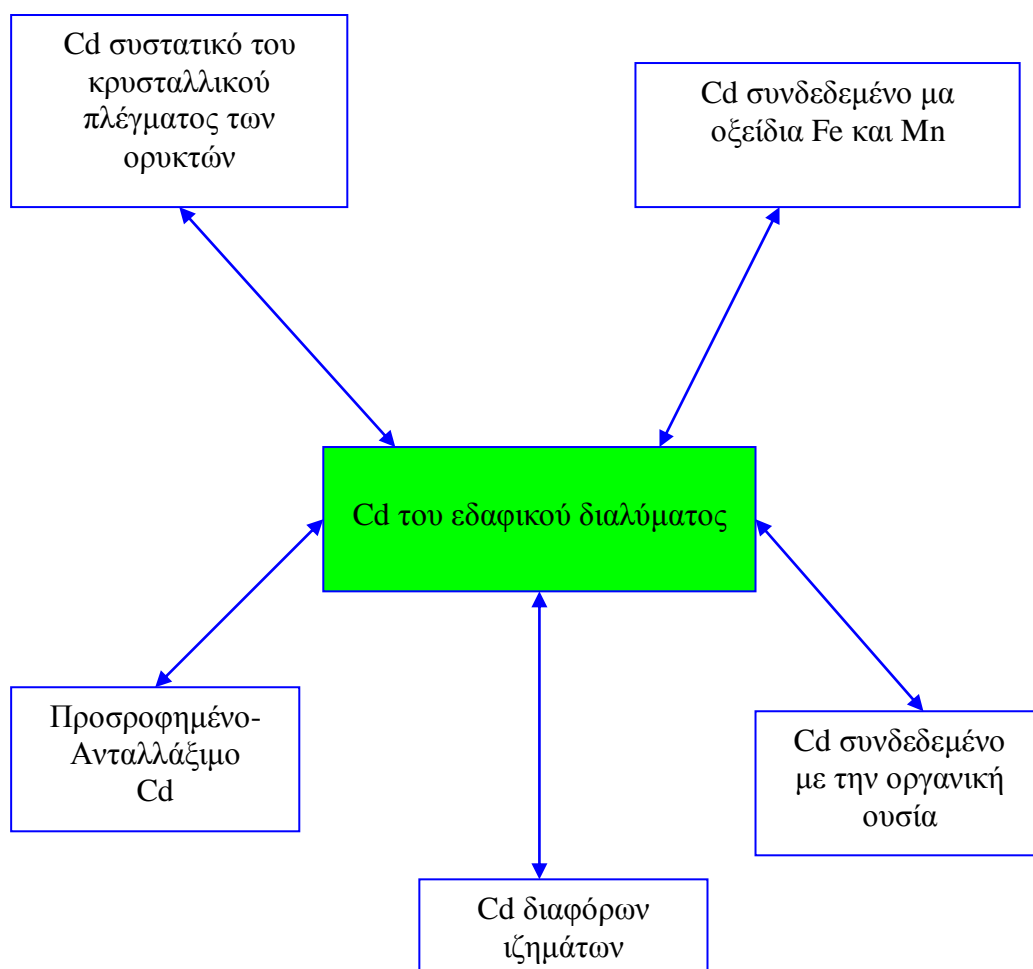 Cd συστατικό του
κρυσταλλικού
πλέγματος των
ορυκτών
Cd συνδεδεμένο μα
οξείδια Fe και Mn
Cd του εδαφικού διαλύματος
Προσροφημένο-
Ανταλλάξιμο
Cd
Cd συνδεδεμένο
με την οργανική
ουσία
Cd διαφόρων
ιζημάτων